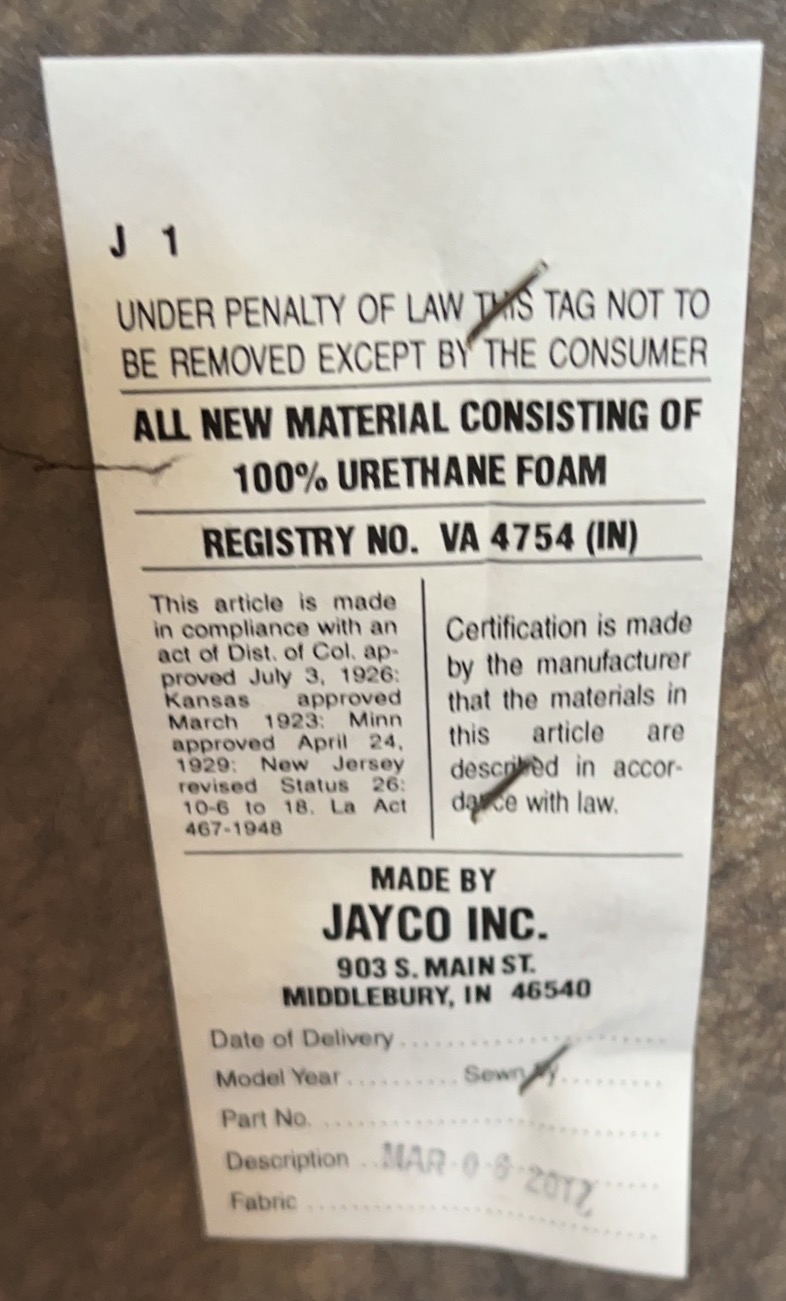 J 1
UNDER PENALTY OF LAW THIS TAG NOT TO
BE REMOVED EXCEPT BY THE CONSUMER
ALL NEW MATERIAL CONSISTING OF
100% URETHANE FOAM
REGISTRY NO. VA 4754 (IN)
This article is made
in compliance with an
act of Dist. of Col. ap-
proved July 3, 1926:
Kansas approved
March 1923: Minn
approved April 24,
1929: New Jersey
revised Status 26:
10-6 to 18. La Act
467-1948
Certification is made
by the manufacturer
that the materials in
this article are
described in accor-
dance with law.
MADE BY
JAYCO INC.
903 S. MAIN ST.
MIDDLEBURY, IN 46540
Date of Delivery
Model Year Sewn By
Part No.
Description MAR 2017
Fabric